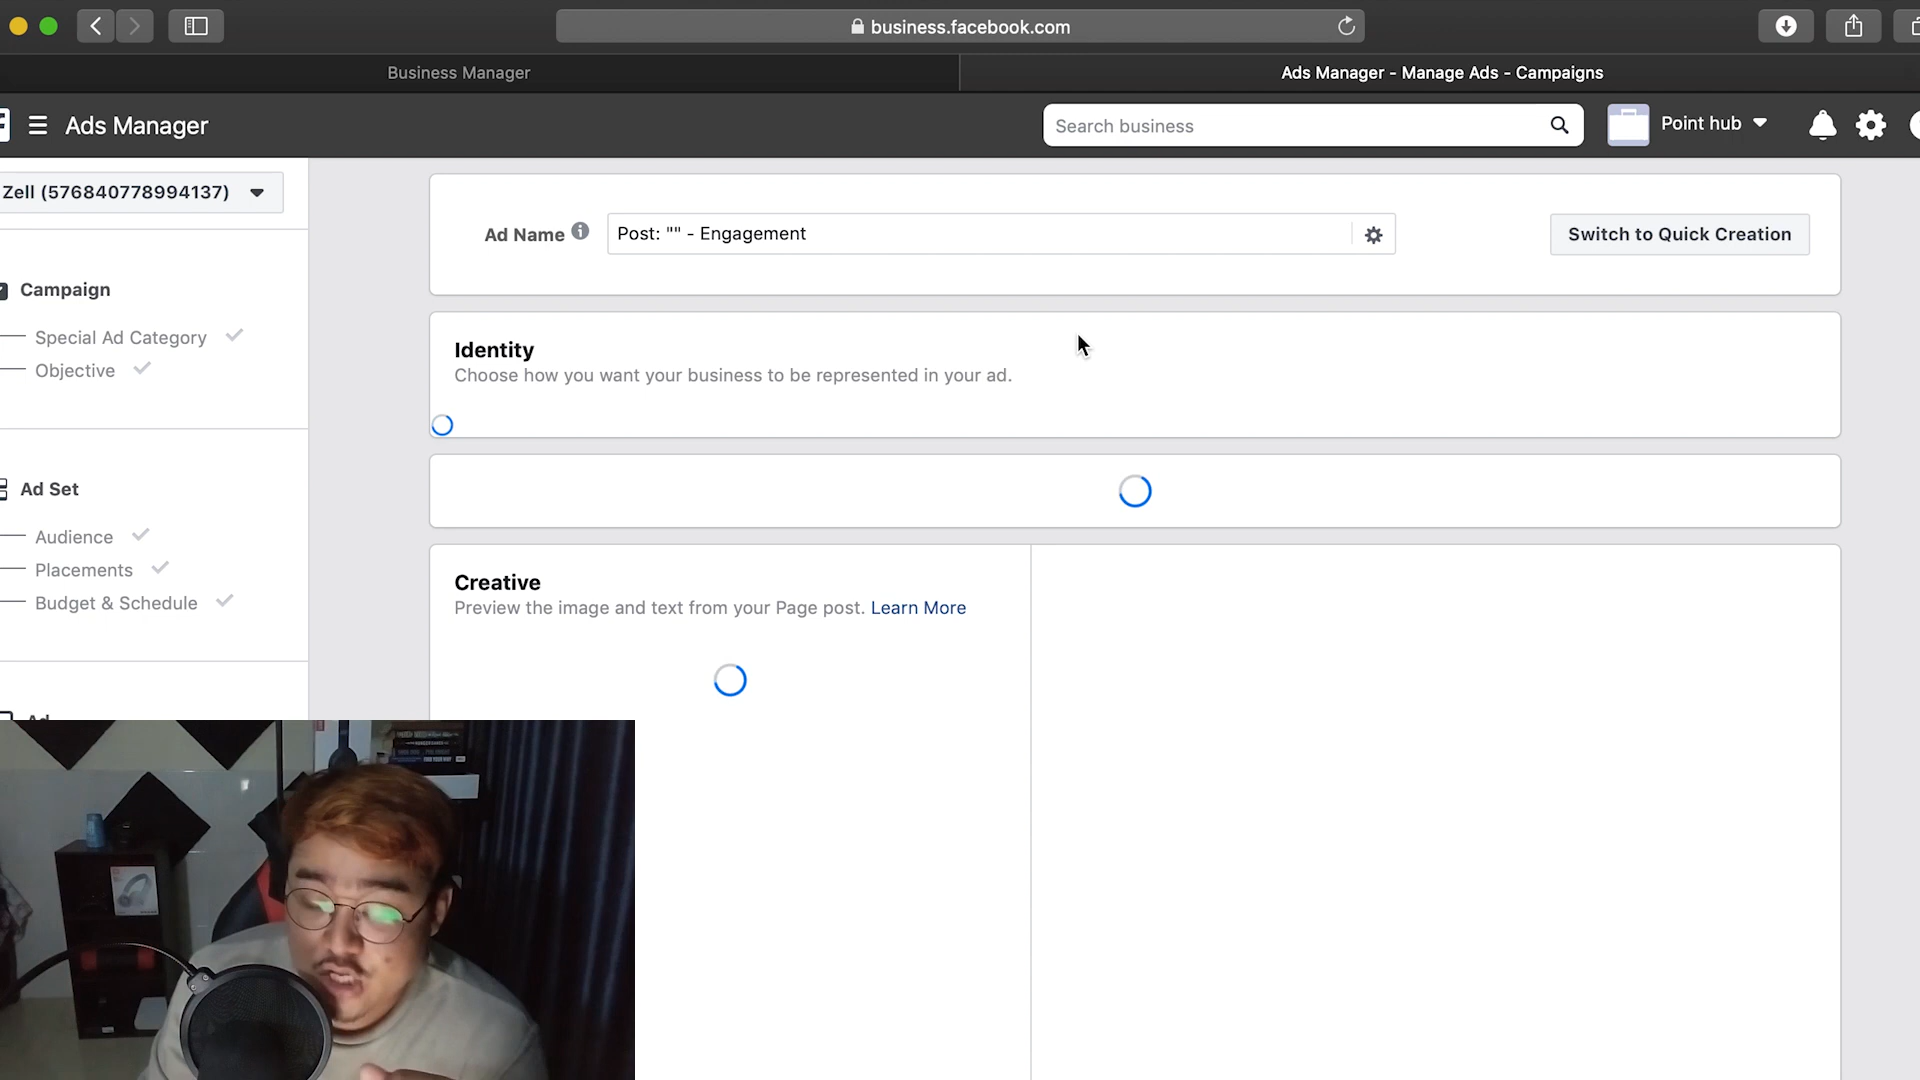 business.facebook.com
Business Manager
Ads Manager - Manage Ads - Campaigns
Ads Manager
Search business
Point hub
Zell (576840778994137)
Ad Name
Post: "" - Engagement
Switch to Quick Creation
Campaign
Special Ad Category
Objective
Identity
Choose how you want your business to be represented in your ad.
Ad Set
Audience
Placements
Budget & Schedule
Creative
Preview the image and text from your Page post. Learn More
Ad